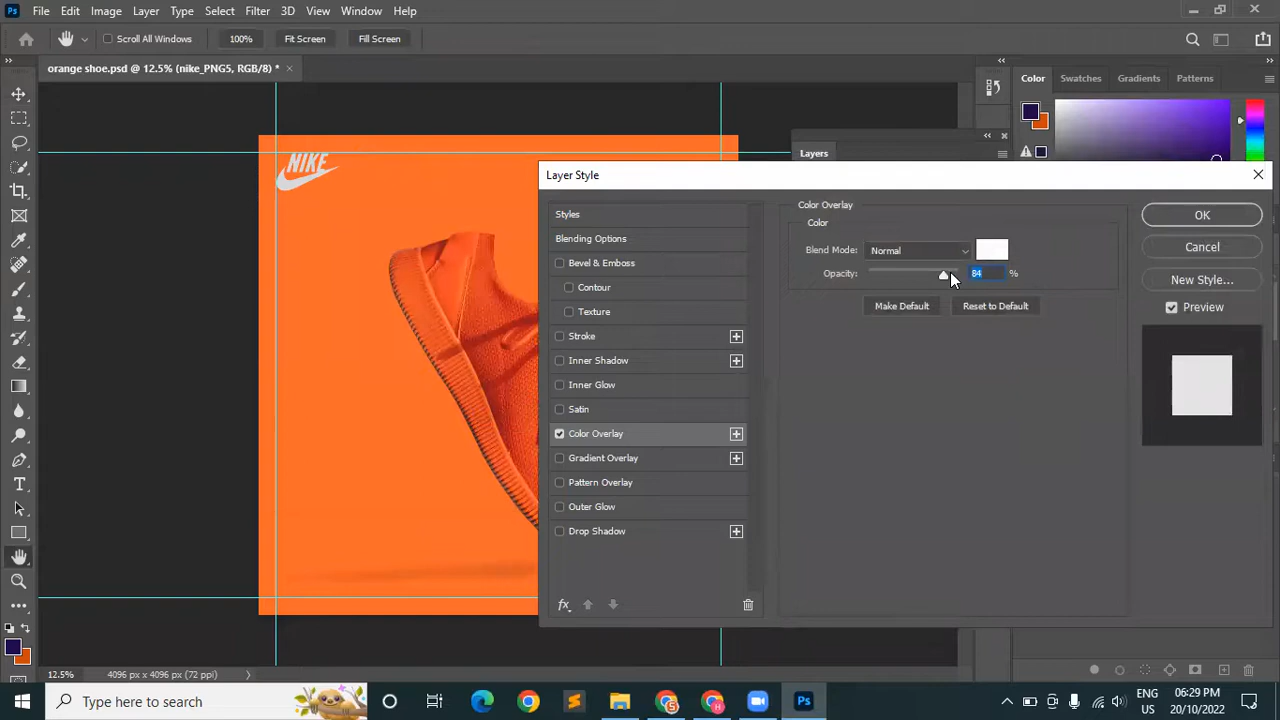 Ps File Edit Image Layer Type Select Filter 3D View Window Help
Scroll All Windows 100% Fit Screen Fill Screen
orange shoe.psd @ 12.5% (nike_PNG5, RGB/8) * ×
Color Swatches Gradients Patterns
Layers
NIKE
Layer Style
Styles
Blending Options
Bevel & Emboss
Contour
Texture
Stroke
Inner Shadow
Inner Glow
Satin
Color Overlay
Gradient Overlay
Pattern Overlay
Outer Glow
Drop Shadow
fx
Color Overlay
Color
Blend Mode: Normal
Opacity: 84 %
Make Default Reset to Default
OK
Cancel
New Style...
Preview
T
12.5% 4096 px x 4096 px (72 ppi)
Type here to search
S
H
Ps
ENG
US
06:29 PM
20/10/2022